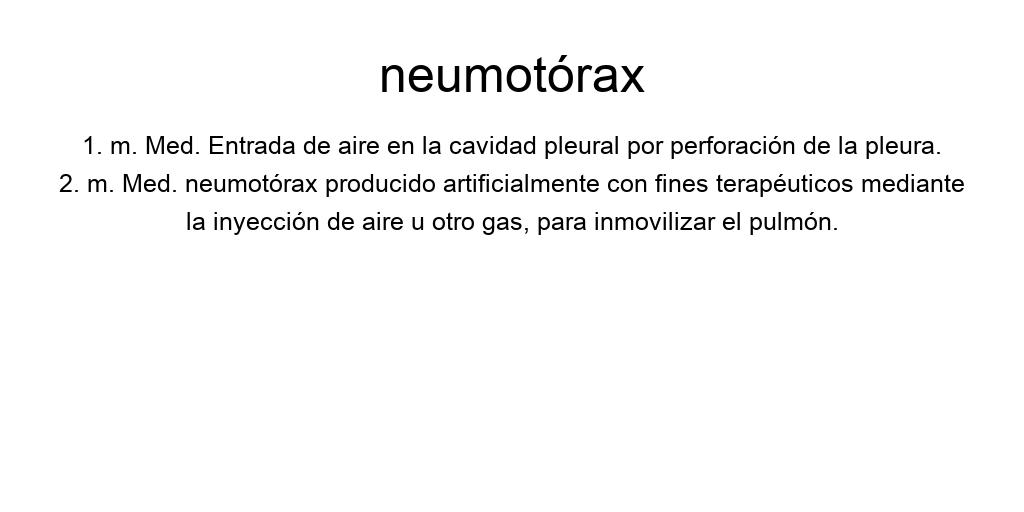 neumotórax
1. m. Med. Entrada de aire en la cavidad pleural por perforación de la pleura.
2. m. Med. neumotórax producido artificialmente con fines terapéuticos mediante
la inyección de aire u otro gas, para inmovilizar el pulmón.